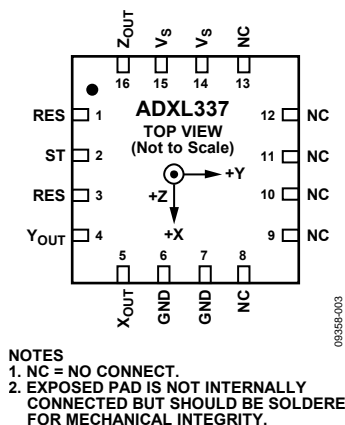 ZOUT
VS
VS
NC
16
15
14
13
ADXL337
TOP VIEW
(Not to Scale)
RES 1
ST 2
RES 3
YOUT 4
12 NC
11 NC
10 NC
9 NC
+Y
+Z
+X
5
6
7
8
XOUT
GND
GND
NC
09358-003
NOTES
1. NC = NO CONNECT.
2. EXPOSED PAD IS NOT INTERNALLY
CONNECTED BUT SHOULD BE SOLDERE
FOR MECHANICAL INTEGRITY.